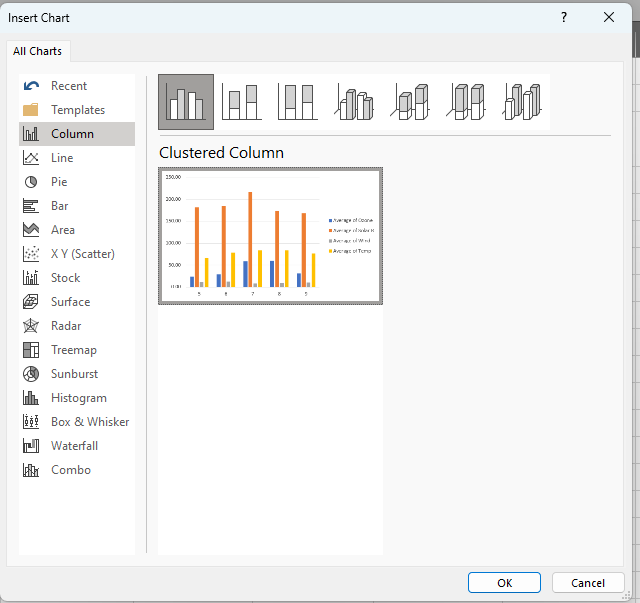 Insert Chart
?
All Charts
Recent
Templates
Column
Line
Pie
Bar
Area
X Y (Scatter)
Stock
Surface
Radar
Treemap
Sunburst
Histogram
Box & Whisker
Waterfall
Combo
Clustered Column
250.00
200.00
150.00
100.00
50.00
0.00
5 6 7 8 9
Average of Ozone
Average of Solar R
Average of Wind
Average of Temp
OK
Cancel